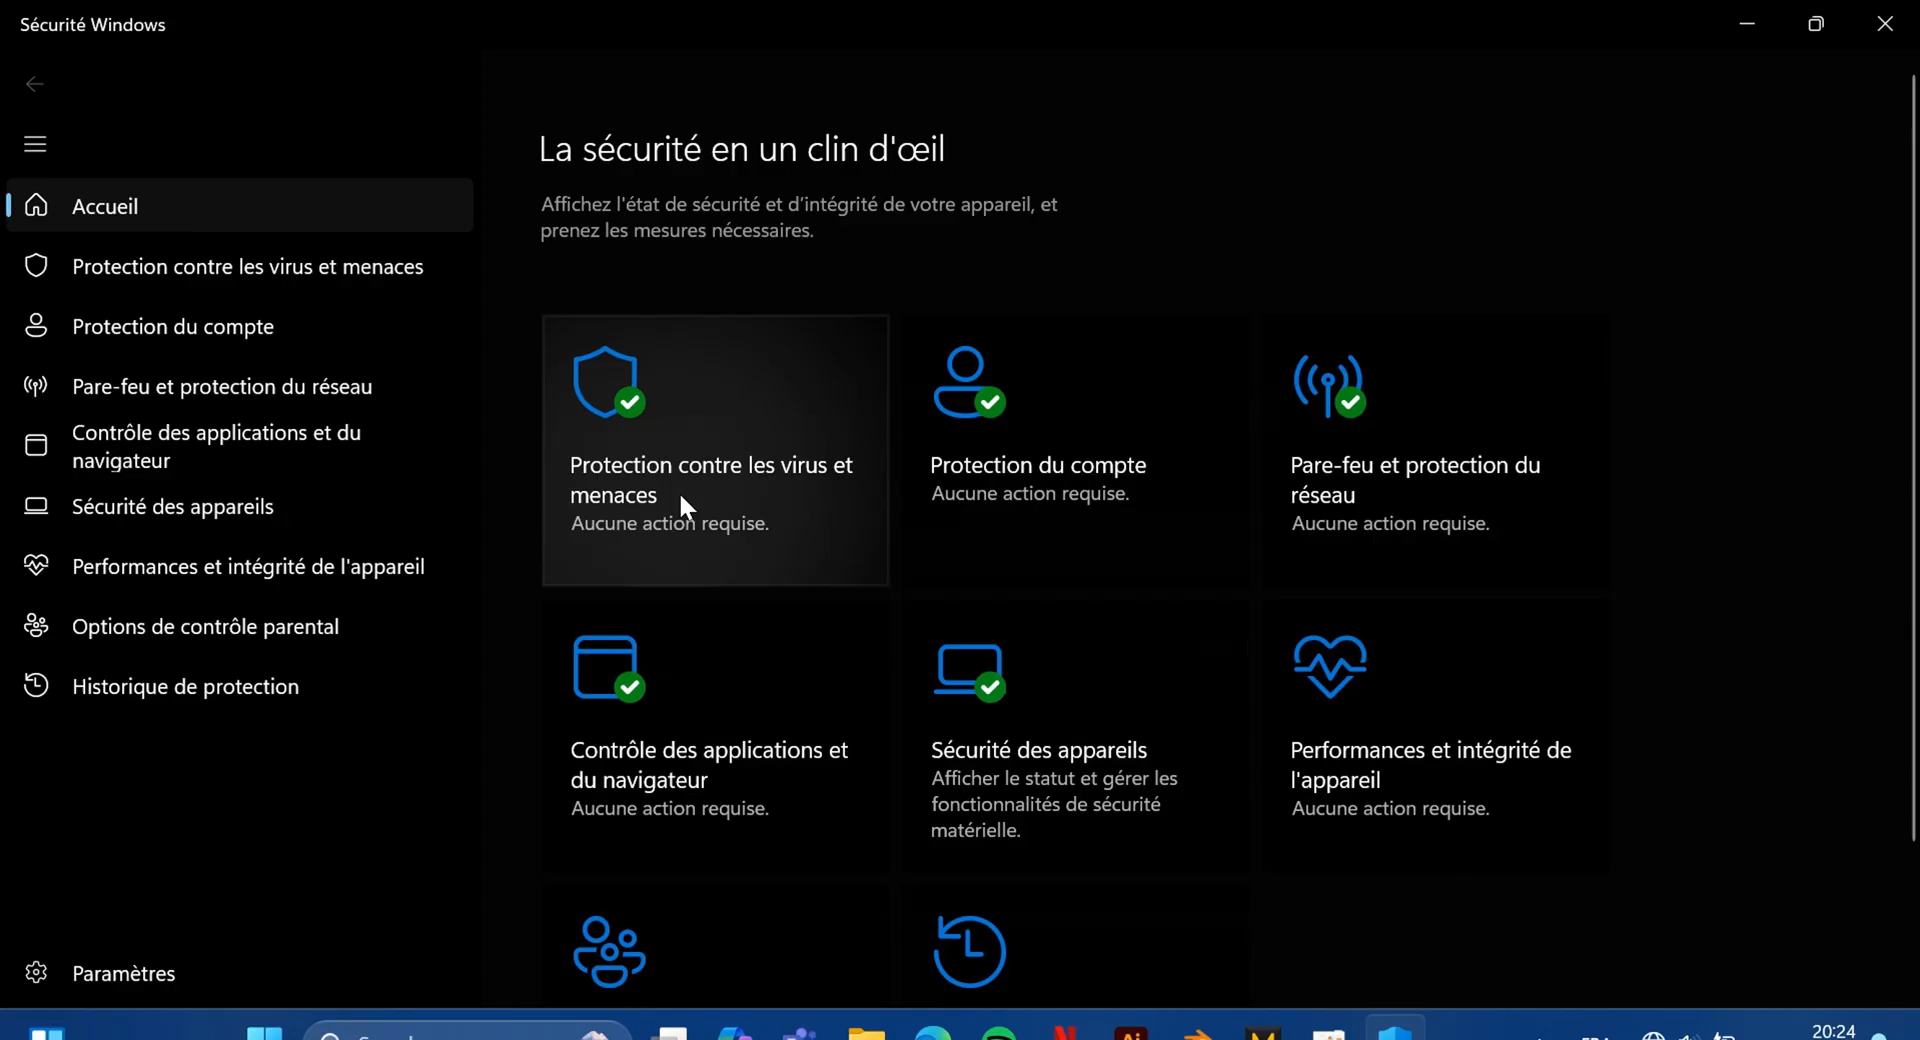 Sécurité Windows
Accueil
Protection contre les virus et menaces
Protection du compte
Pare-feu et protection du réseau
Contrôle des applications et du
navigateur
Sécurité des appareils
Performances et intégrité de l'appareil
Options de contrôle parental
Historique de protection
Paramètres
La sécurité en un clin d'œil
Affichez l'état de sécurité et d'intégrité de votre appareil, et
prenez les mesures nécessaires.
Protection contre les virus et
menaces
Aucune action requise.
Protection du compte
Aucune action requise.
Pare-feu et protection du
réseau
Aucune action requise.
Contrôle des applications et
du navigateur
Aucune action requise.
Sécurité des appareils
Afficher le statut et gérer les
fonctionnalités de sécurité
matérielle.
Performances et intégrité de
l'appareil
Aucune action requise.
20:24